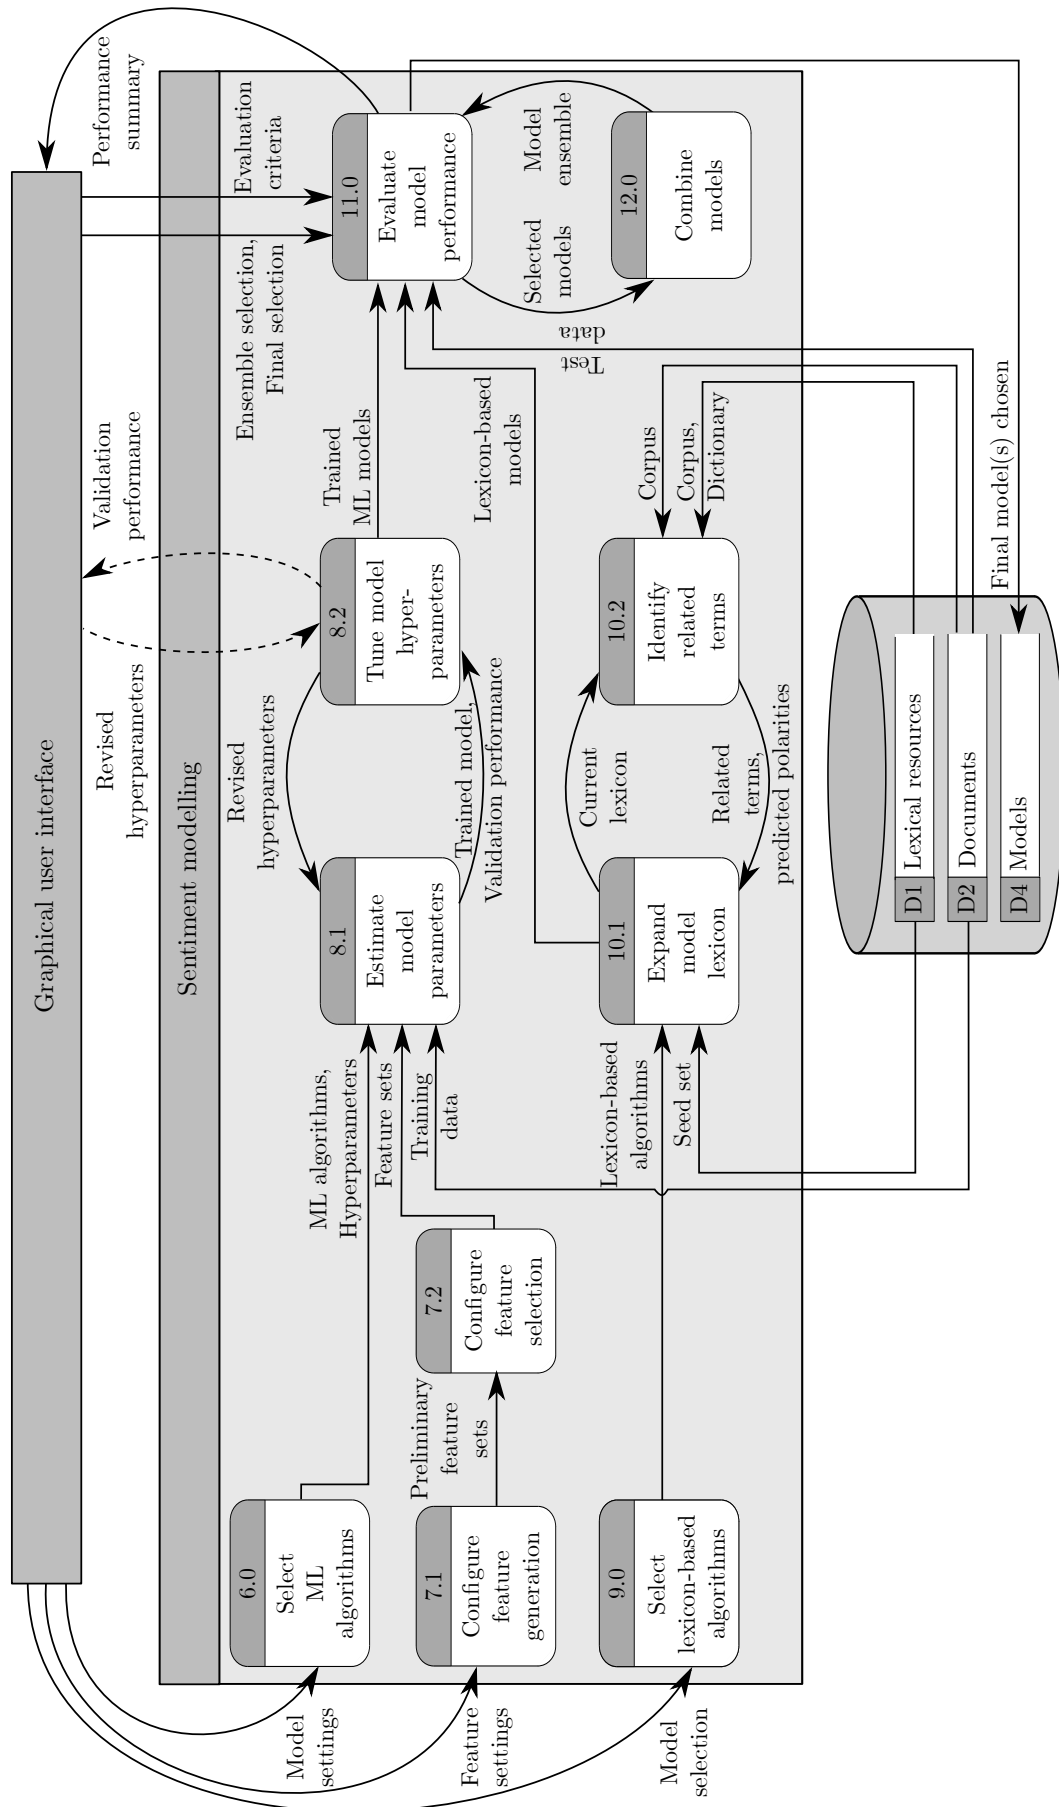 Graphical user interface
Performance
summary
Validation
performance
Revised
hyperparameters
Sentiment modelling
Evaluation
criteria
Ensemble selection,
Final selection
Model
settings
Feature
settings
Model
selection
6.0
Select
ML
algorithms
7.1
Configure
feature
generation
Preliminary
feature
sets
7.2
Configure
feature
selection
9.0
Select
lexicon-based
algorithms
ML algorithms,
Hyperparameters
Feature sets
Training
data
Lexicon-based
algorithms
Seed set
8.1
Estimate
model
parameters
Revised
hyperparameters
Trained model,
Validation performance
8.2
Tune model
hyper-
parameters
Trained
ML models
Lexicon-based
models
10.1
Expand
model
lexicon
Current
lexicon
Related
terms,
predicted polarities
10.2
Identify
related
terms
Corpus
Corpus,
Dictionary
Test
data
11.0
Evaluate
model
performance
Selected
models
Model
ensemble
12.0
Combine
models
D1
Lexical resources
D2
Documents
D4
Models
Final model(s) chosen